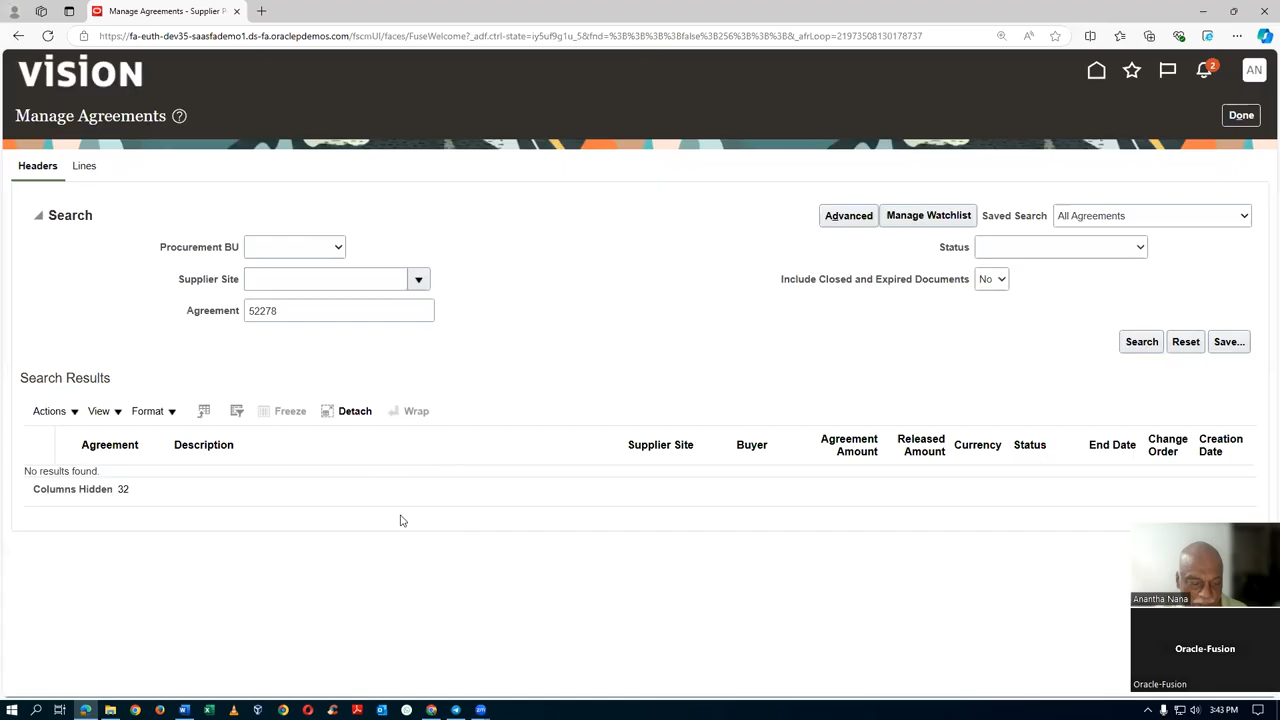 Manage Agreements - Supplier P
https://fa-euth-dev35-saasfademo1.ds-fa.oraclepdemos.com/fscmUI/faces/FuseWelcome?_adf.ctrl-state=iy5uf9g1u_5&fnd=%3B%3B%3B%3Bfalse%3B256%3B%3B%3B&_afrLoop=21973508130178737
vision
2
AN
Manage Agreements ?
Done
Headers Lines
Search
Advanced Manage Watchlist Saved Search All Agreements
Procurement BU
Status
Supplier Site
Include Closed and Expired Documents No
Agreement 52278
Search Reset Save...
Search Results
Actions View Format Freeze Detach Wrap
Agreement Description Supplier Site Buyer Agreement Amount Released Amount Currency Status End Date Change Order Creation Date
No results found.
Columns Hidden 32
Anantha Nana
Oracle-Fusion
Oracle-Fusion
3:43 PM